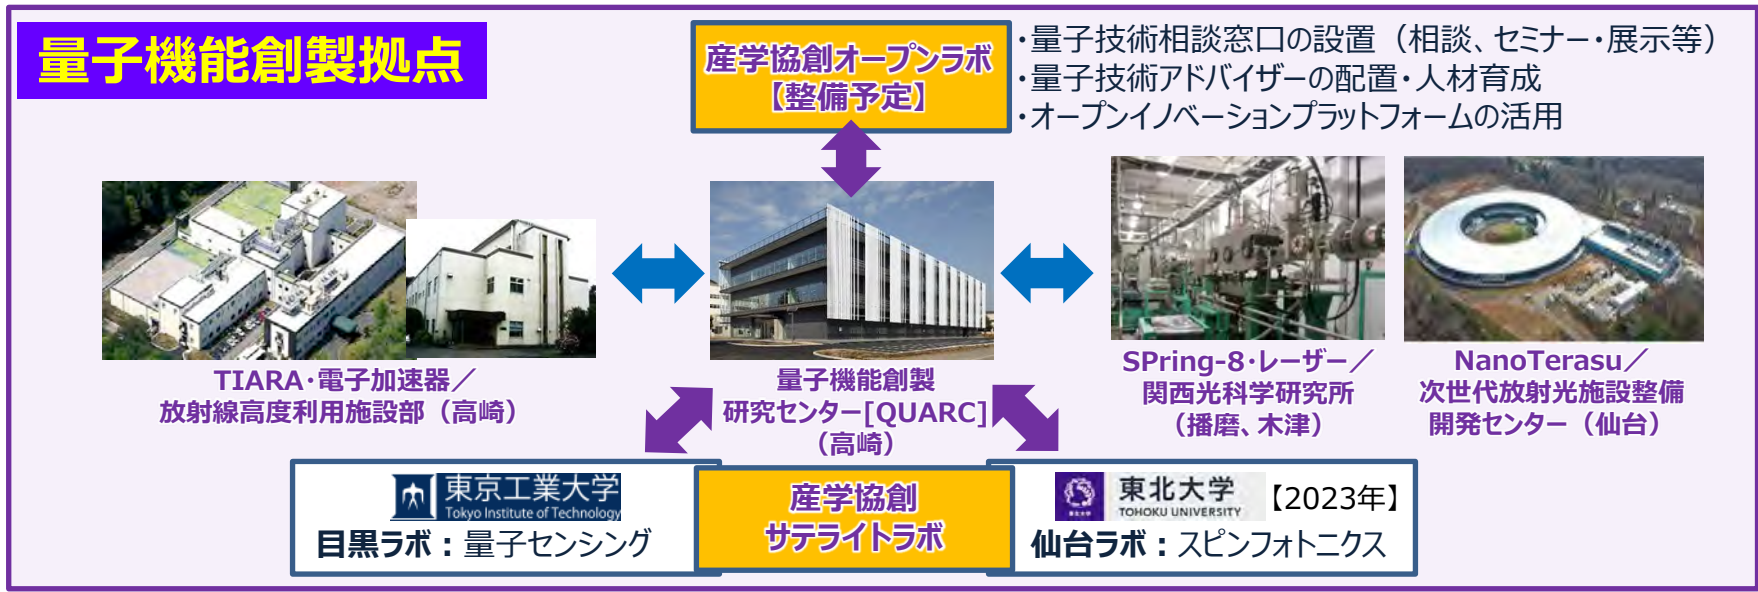 量子機能創製拠点
産学協創オープンラボ
【整備予定】
・量子技術相談窓口の設置（相談、セミナー・展示等）
・量子技術アドバイザーの配置・人材育成
・オープンイノベーションプラットフォームの活用
TIARA・電子加速器／
放射線高度利用施設部（高崎）
量子機能創製
研究センター[QUARC]
（高崎）
SPring-8・レーザー／
関西光科学研究所
（播磨、木津）
NanoTerasu／
次世代放射光施設整備
開発センター（仙台）
東京工業大学
Tokyo Institute of Technology
目黒ラボ：量子センシング
産学協創
サテライトラボ
東北大学
TOHOKU UNIVERSITY
【2023年】
仙台ラボ：スピンフォトニクス